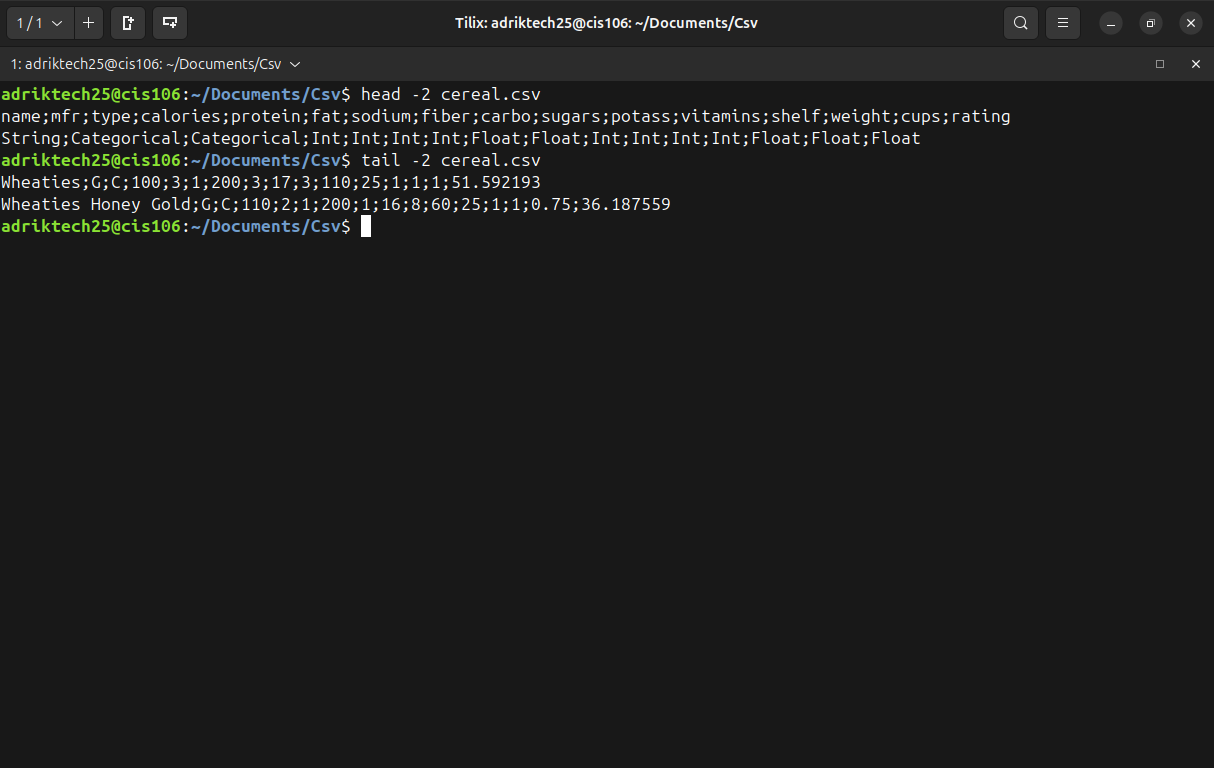 1 / 1
Tilix: adriktech25@cis106: ~/Documents/Csv
1: adriktech25@cis106: ~/Documents/Csv
adriktech25@cis106:~/Documents/Csv$ head -2 cereal.csv
name;mfr;type;calories;protein;fat;sodium;fiber;carbo;sugars;potass;vitamins;shelf;weight;cups;rating
String;Categorical;Categorical;Int;Int;Int;Int;Float;Float;Int;Int;Int;Int;Float;Float;Float
adriktech25@cis106:~/Documents/Csv$ tail -2 cereal.csv
Wheaties;G;C;100;3;1;200;3;17;3;110;25;1;1;1;51.592193
Wheaties Honey Gold;G;C;110;2;1;200;1;16;8;60;25;1;1;0.75;36.187559
adriktech25@cis106:~/Documents/Csv$